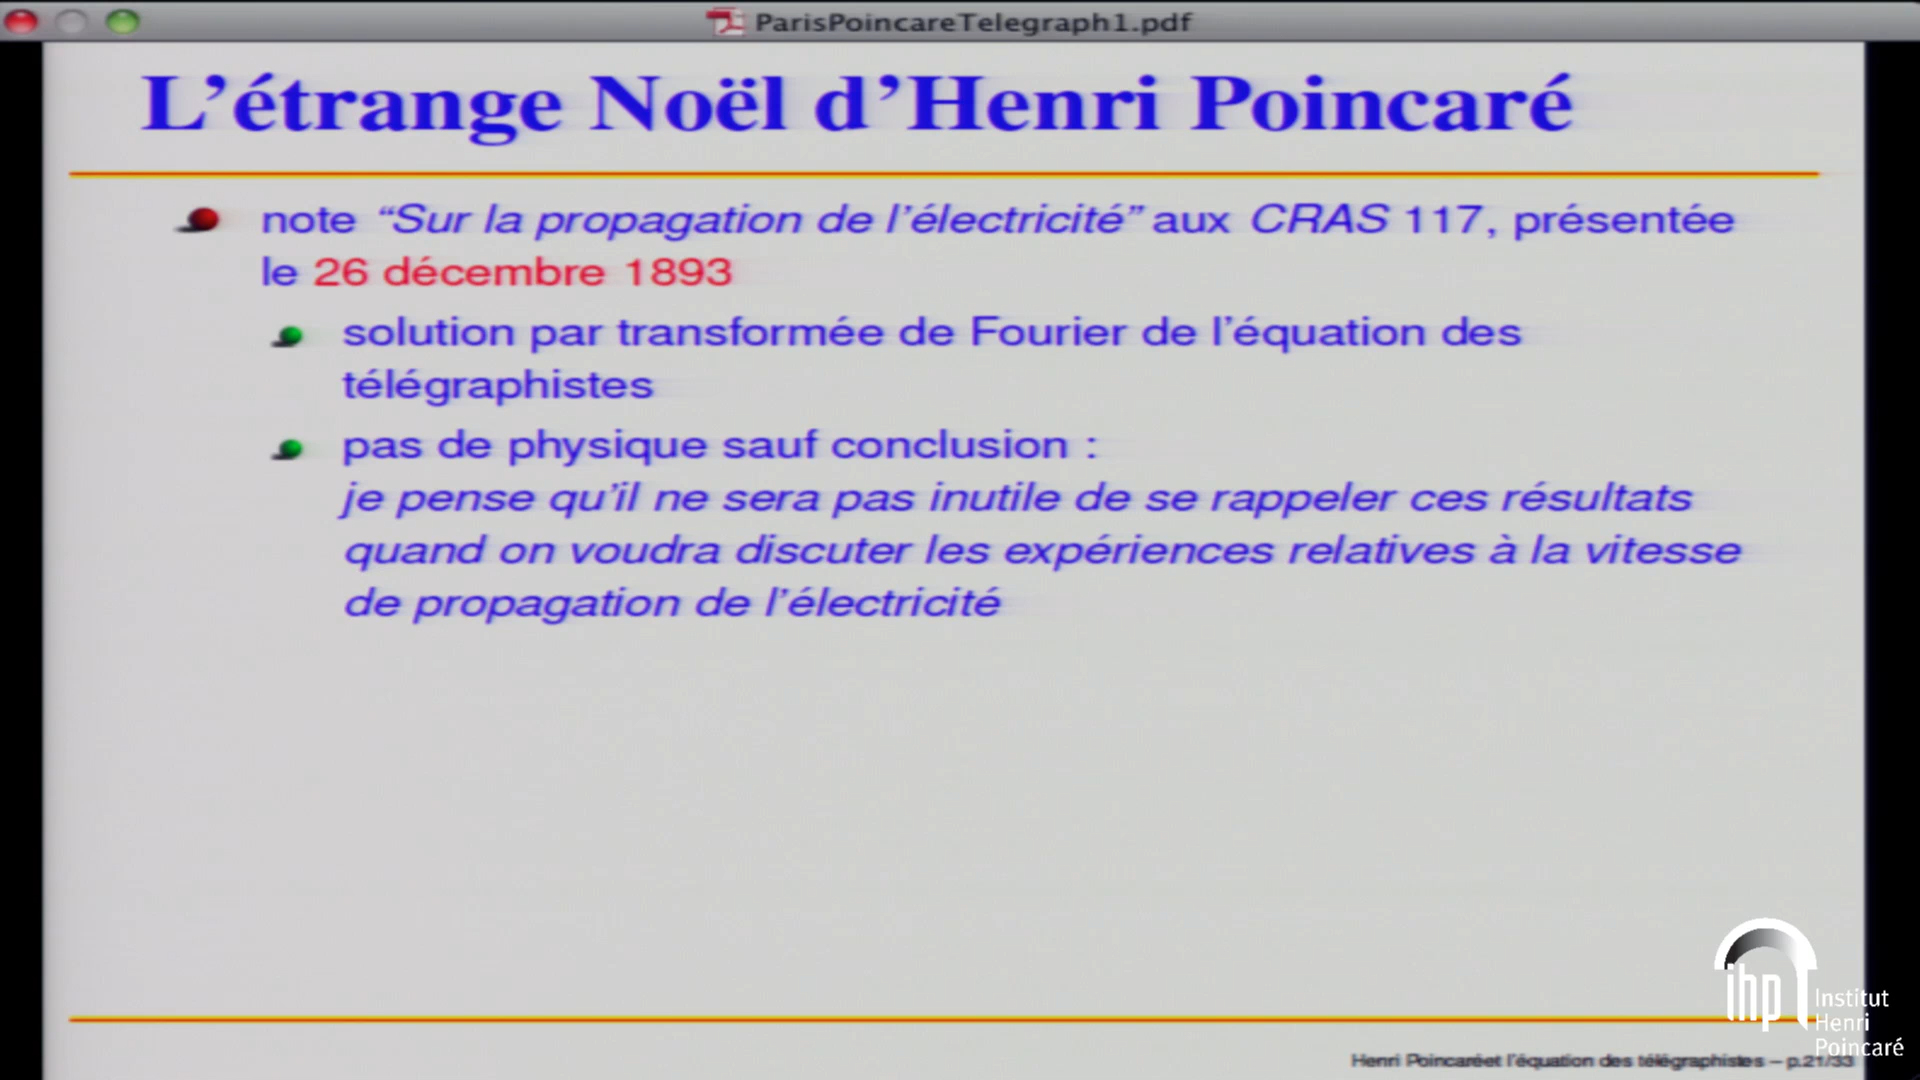 ParisPoincareTelegraph1.pdf
L’étrange Noël d’Henri Poincaré
note “Sur la propagation de l’électricité” aux CRAS 117, présentée
le 26 décembre 1893
solution par transformée de Fourier de l’équation des
télégraphistes
pas de physique sauf conclusion :
je pense qu’il ne sera pas inutile de se rappeler ces résultats
quand on voudra discuter les expériences relatives à la vitesse
de propagation de l’électricité
ihp
Institut
Henri
Poincaré
Henri Poincaréet l’équation des télégraphistes – p.21/33